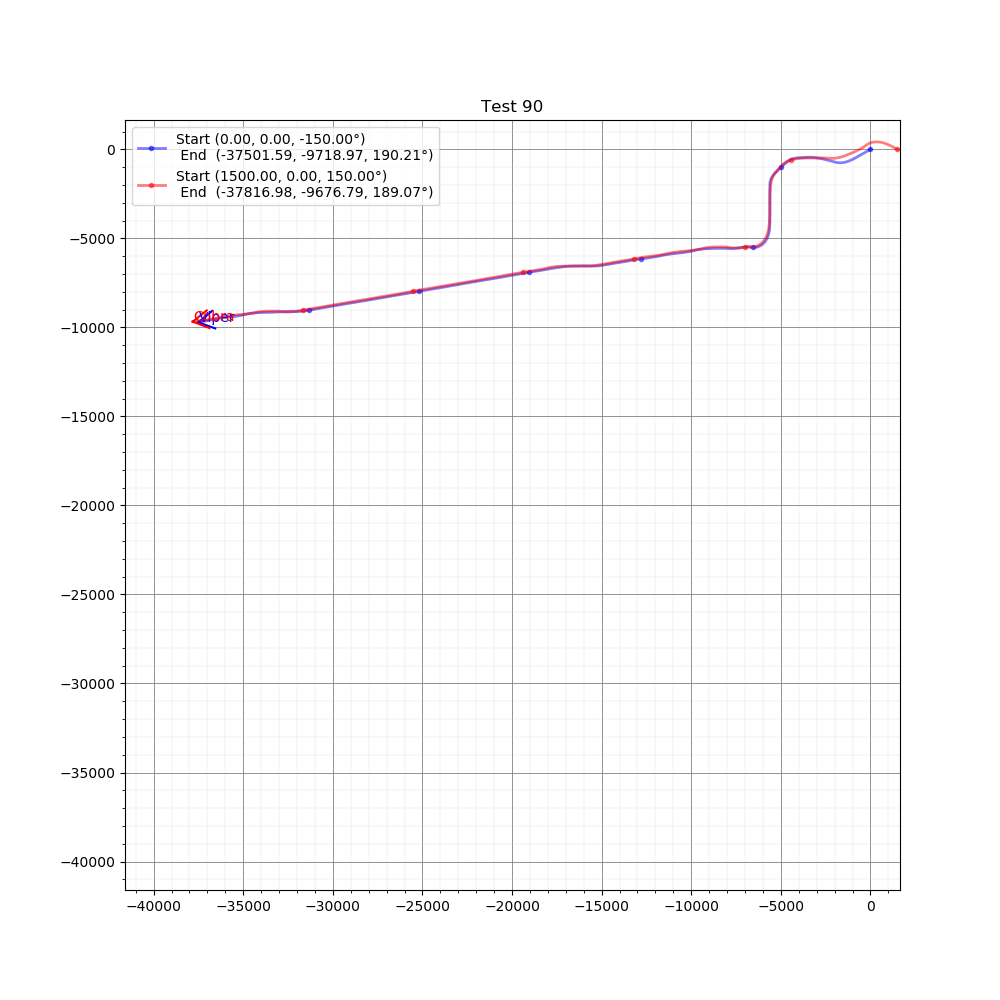 Test 90
Start (0.00, 0.00, -150.00°)
End (-37501.59, -9718.97, 190.21°)
Start (1500.00, 0.00, 150.00°)
End (-37816.98, -9676.79, 189.07°)
0
−5000
−10000
−15000
−20000
−25000
−30000
−35000
−40000
−40000 −35000 −30000 −25000 −20000 −15000 −10000 −5000 0